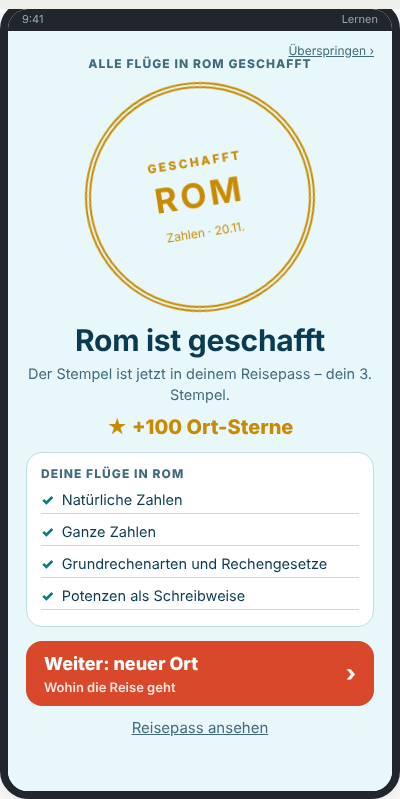 9:41
Lernen
Überspringen ›
ALLE FLÜGE IN ROM GESCHAFFT
GESCHAFFT
ROM
Zahlen · 20.11.
Rom ist geschafft
Der Stempel ist jetzt in deinem Reisepass – dein 3.
Stempel.
★ +100 Ort-Sterne
DEINE FLÜGE IN ROM
✔ Natürliche Zahlen
✔ Ganze Zahlen
✔ Grundrechenarten und Rechengesetze
✔ Potenzen als Schreibweise
Weiter: neuer Ort
Wohin die Reise geht
›
Reisepass ansehen